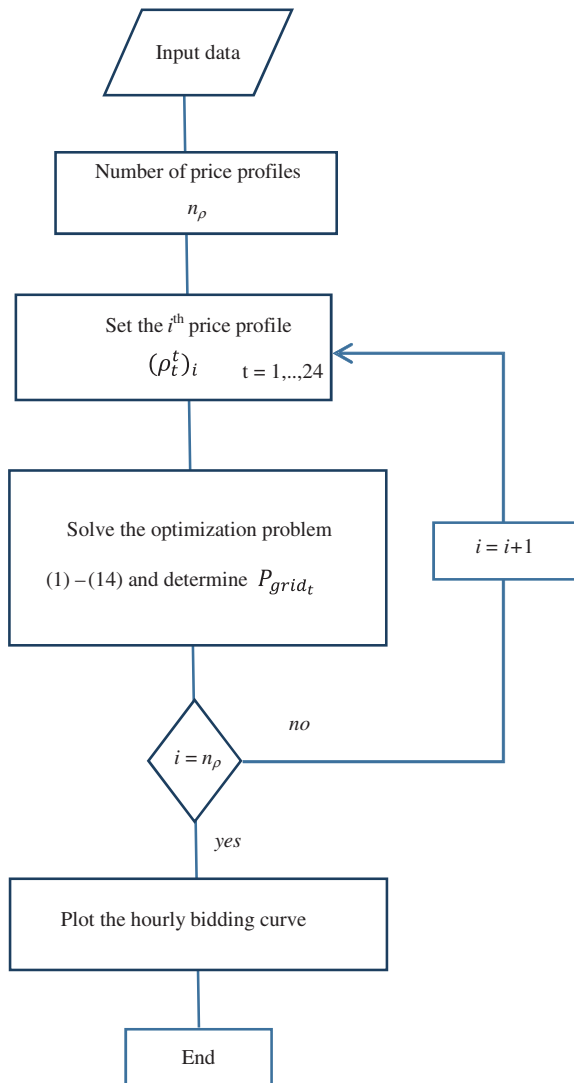 Input data
Number of price profiles
nρ
Set the ith price profile
(ρtt)i t = 1,..,24
Solve the optimization problem
(1) – (14) and determine Pgridt
i = i+1
no
i = nρ
yes
Plot the hourly bidding curve
End